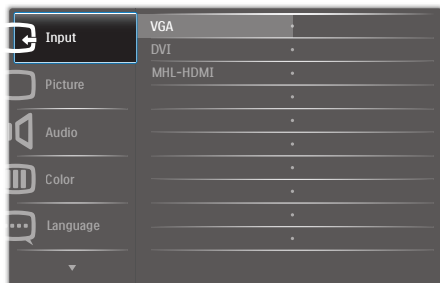 Input
Picture
Audio
Color
Language
VGA
DVI
MHL-HDMI